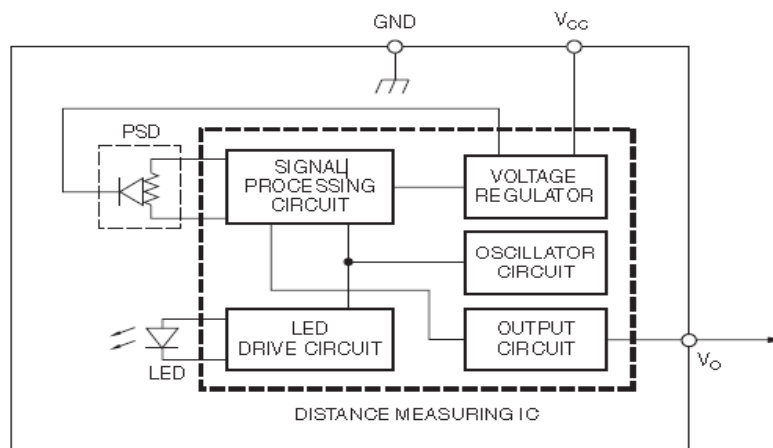 GND
VCC
PSD
SIGNAL
PROCESSING
CIRCUIT
VOLTAGE
REGULATOR
OSCILLATOR
CIRCUIT
LED
DRIVE CIRCUIT
OUTPUT
CIRCUIT
LED
VO
DISTANCE MEASURING IC